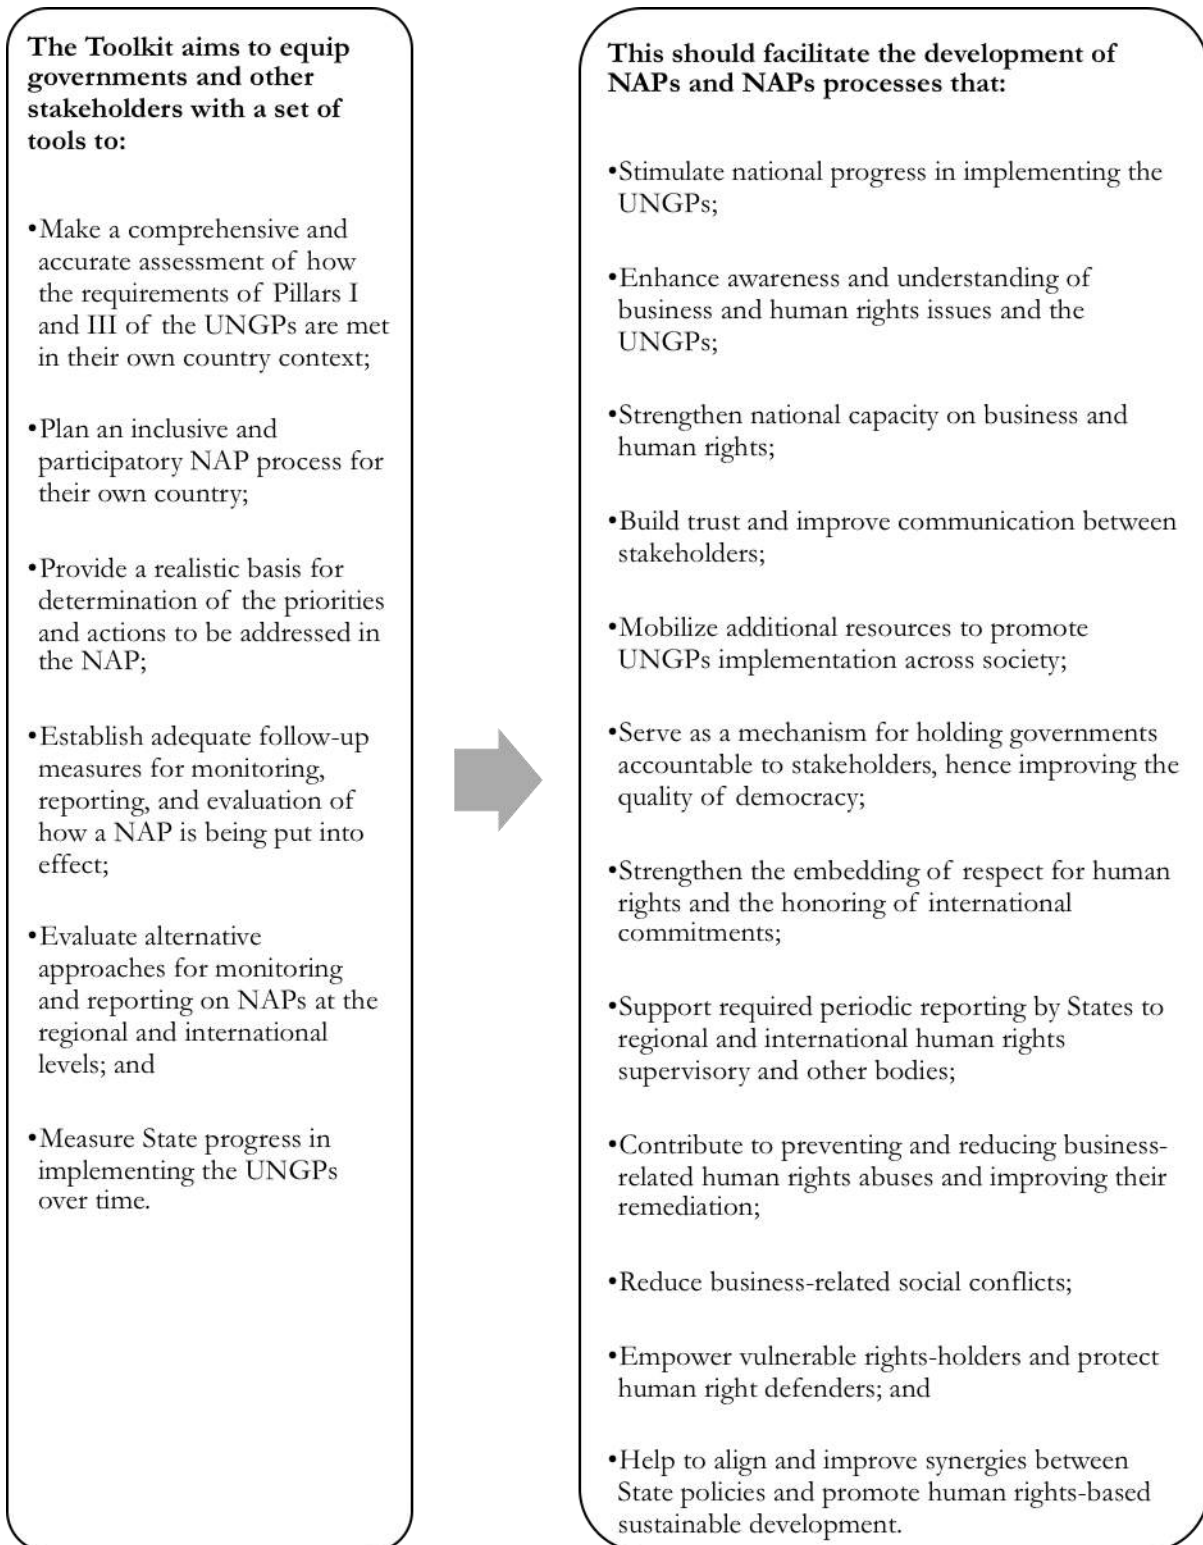 The Toolkit aims to equip
governments and other
stakeholders with a set of
tools to:
•Make a comprehensive and
accurate assessment of how
the requirements of Pillars I
and III of the UNGPs are met
in their own country context;
•Plan an inclusive and
participatory NAP process for
their own country;
•Provide a realistic basis for
determination of the priorities
and actions to be addressed in
the NAP;
•Establish adequate follow-up
measures for monitoring,
reporting, and evaluation of
how a NAP is being put into
effect;
•Evaluate alternative
approaches for monitoring
and reporting on NAPs at the
regional and international
levels; and
•Measure State progress in
implementing the UNGPs
over time.
This should facilitate the development of
NAPs and NAPs processes that:
•Stimulate national progress in implementing the
UNGPs;
•Enhance awareness and understanding of
business and human rights issues and the
UNGPs;
•Strengthen national capacity on business and
human rights;
•Build trust and improve communication between
stakeholders;
•Mobilize additional resources to promote
UNGPs implementation across society;
•Serve as a mechanism for holding governments
accountable to stakeholders, hence improving the
quality of democracy;
•Strengthen the embedding of respect for human
rights and the honoring of international
commitments;
•Support required periodic reporting by States to
regional and international human rights
supervisory and other bodies;
•Contribute to preventing and reducing business-
related human rights abuses and improving their
remediation;
•Reduce business-related social conflicts;
•Empower vulnerable rights-holders and protect
human right defenders; and
•Help to align and improve synergies between
State policies and promote human rights-based
sustainable development.